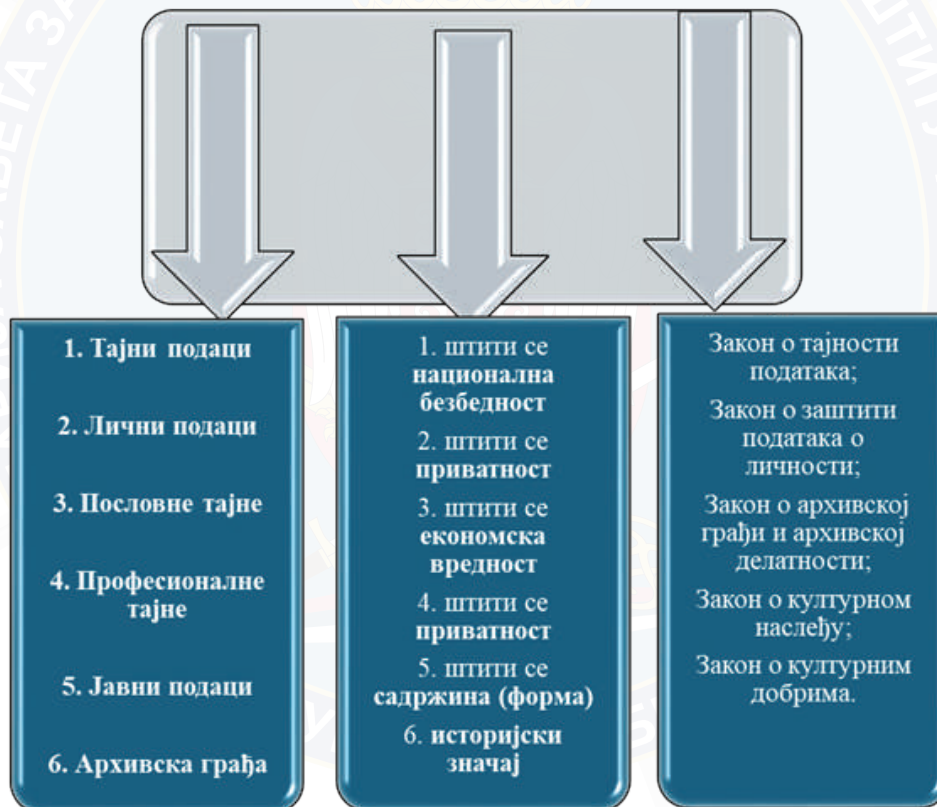 1. Тајни подаци
2. Лични подаци
3. Пословне тајне
4. Професионалне
тајне
5. Јавни подаци
6. Архивска грађа
1. штити се
национална
безбедност
2. штити се
приватност
3. штити се
економска
вредност
4. штити се
приватност
5. штити се
садржина (форма)
6. историјски
значај
Закон о тајности
података;
Закон о заштити
података о
личности;
Закон о архивској
грађи и архивској
делатности;
Закон о културном
наслеђу;
Закон о културним
добрима.